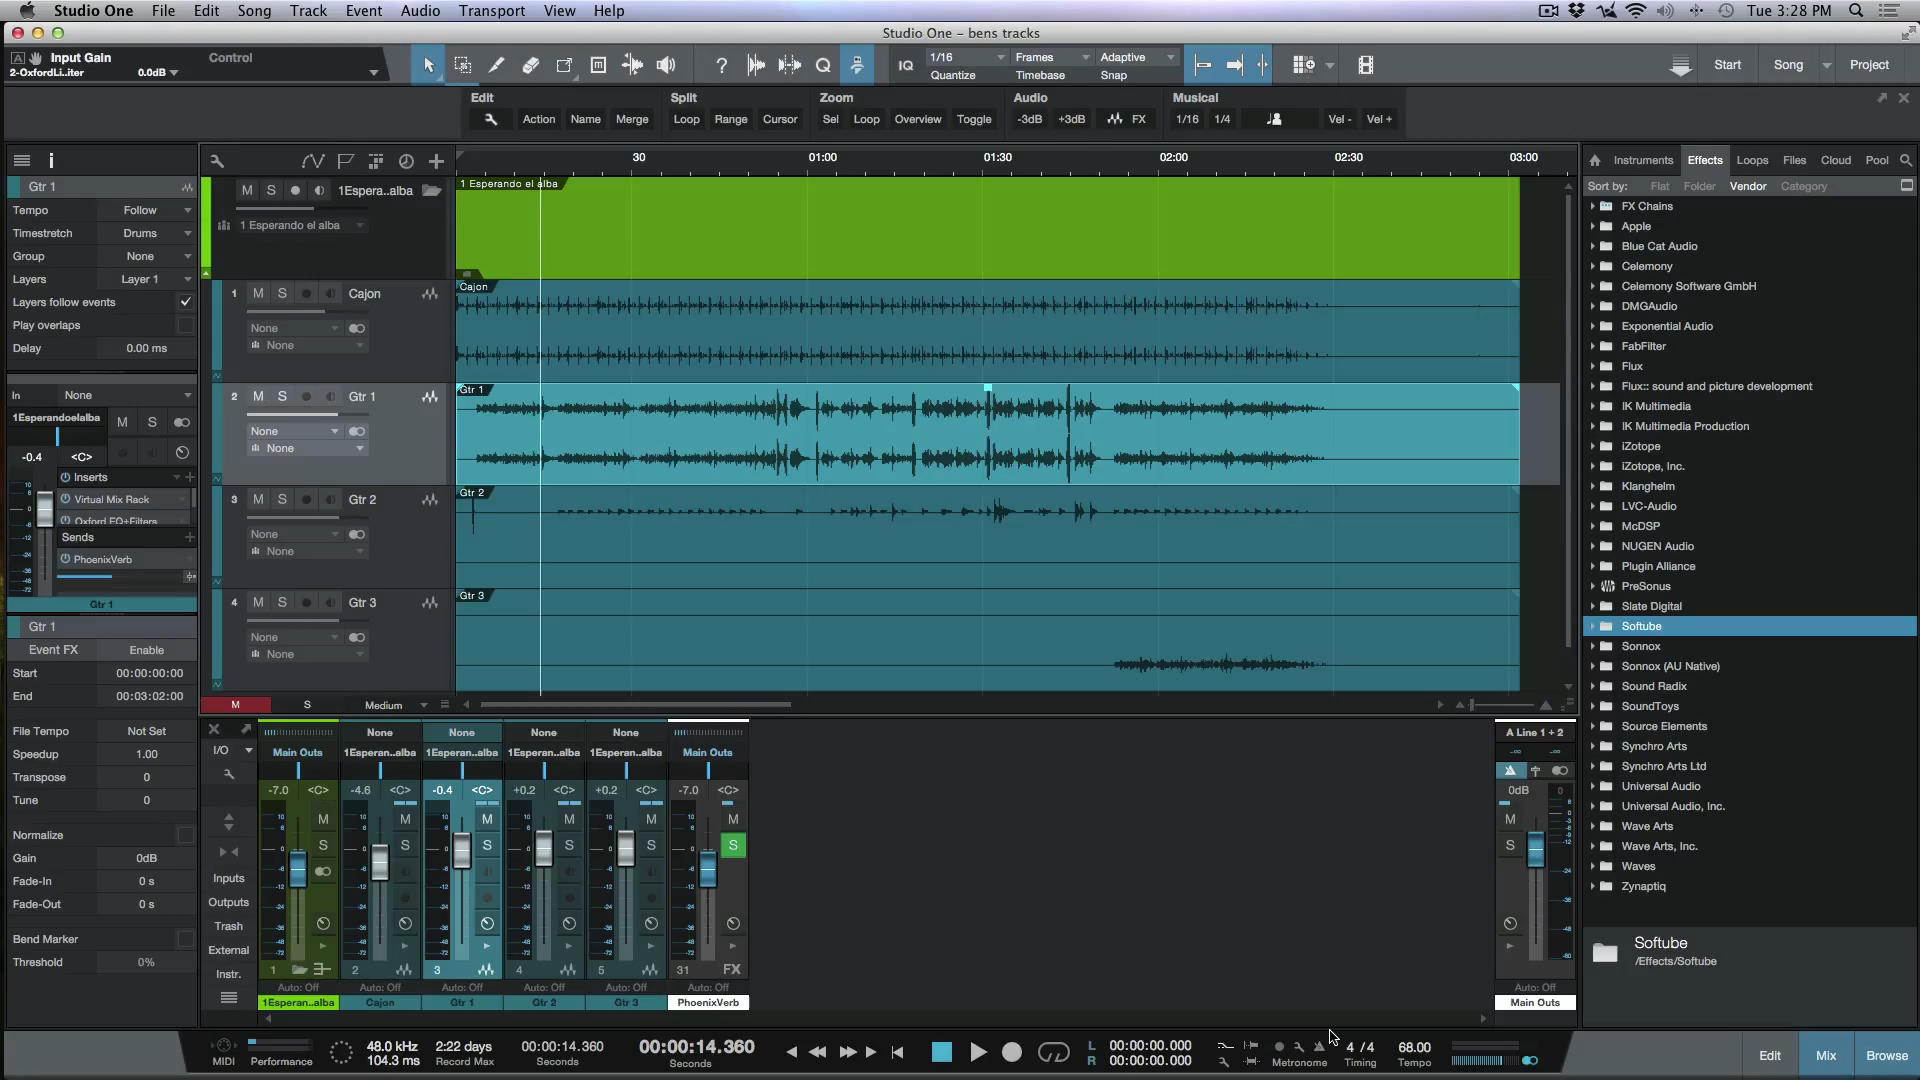 Studio One File Edit Song Track Event Audio Transport View Help Tue 3:28 PM
Studio One - bens tracks
Input Gain Control
2-OxfordLi..iter 0.0dB
IQ 1/16 Frames Adaptive
Quantize Timebase Snap
Start Song Project
Edit Split Zoom Audio Musical
Action Name Merge Loop Range Cursor Sel Loop Overview Toggle -3dB +3dB FX 1/16 1/4 Vel - Vel +
Gtr 1
Tempo Follow
Timestretch Drums
Group None
Layers Layer 1
Layers follow events
Play overlaps
Delay 0.00 ms
In None
1Esperandoelalba M S
-0.4 <C>
Inserts
Virtual Mix Rack
Oxford EQ+Filters
Sends
PhoenixVerb
Gtr 1
Gtr 1
Event FX Enable
Start 00:00:00:00
End 00:03:02:00
File Tempo Not Set
Speedup 1.00
Transpose 0
Tune 0
Normalize
Gain 0dB
Fade-In 0 s
Fade-Out 0 s
Bend Marker
Threshold 0%
30 01:00 01:30 02:00 02:30 03:00
M S 1Espera..alba
1 Esperando el alba
1 Esperando el alba
1 M S Cajon
None
None
Cajon
2 M S Gtr 1
None
None
Gtr 1
3 M S Gtr 2
None
None
Gtr 2
4 M S Gtr 3
None
None
Gtr 3
M S Medium
I/O
Inputs
Outputs
Trash
External
Instr.
None None None None
Main Outs 1Esperan..alba 1Esperan..alba 1Esperan..alba 1Esperan..alba Main Outs
-7.0 <C> -4.6 <C> -0.4 <C> +0.2 <C> +0.2 <C> -7.0 <C>
M M M M M M
S S S S S S
1 2 3 4 5 31 FX
Auto: Off Auto: Off Auto: Off Auto: Off Auto: Off Auto: Off
1Esperan..alba Cajon Gtr 1 Gtr 2 Gtr 3 PhoenixVerb
A Line 1 + 2
0dB 0
M
S
Auto: Off
Main Outs
Instruments Effects Loops Files Cloud Pool
Sort by: Flat Folder Vendor Category
FX Chains
Apple
Blue Cat Audio
Celemony
Celemony Software GmbH
DMGAudio
Exponential Audio
FabFilter
Flux
Flux:: sound and picture development
IK Multimedia
IK Multimedia Production
iZotope
iZotope, Inc.
Klanghelm
LVC-Audio
McDSP
NUGEN Audio
Plugin Alliance
PreSonus
Slate Digital
Softube
Sonnox
Sonnox (AU Native)
Sound Radix
SoundToys
Source Elements
Synchro Arts
Synchro Arts Ltd
Universal Audio
Universal Audio, Inc.
Wave Arts
Wave Arts, Inc.
Waves
Zynaptiq
Softube
/Effects/Softube
MIDI Performance
48.0 kHz
104.3 ms
2:22 days
Record Max
00:00:14.360
Seconds
00:00:14.360
Seconds
L 00:00:00.000
R 00:00:00.000
Metronome
4 / 4
Timing
68.00
Tempo
Edit Mix Browse